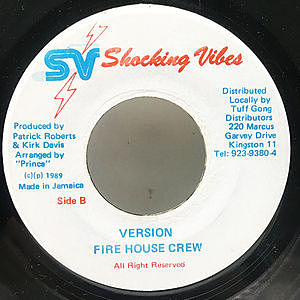 SV Shocking Vibes
Produced by
Patrick Roberts
& Kirk Davis
Arranged by
"Prince"
(c)(p) 1989
Made in Jamaica
Side B
Distributed
Locally by
Tuff Gong
Distributors
220 Marcus
Garvey Drive
Kingston 11
Tel: 923-9380-4
VERSION
FIRE HOUSE CREW
All Right Reserved